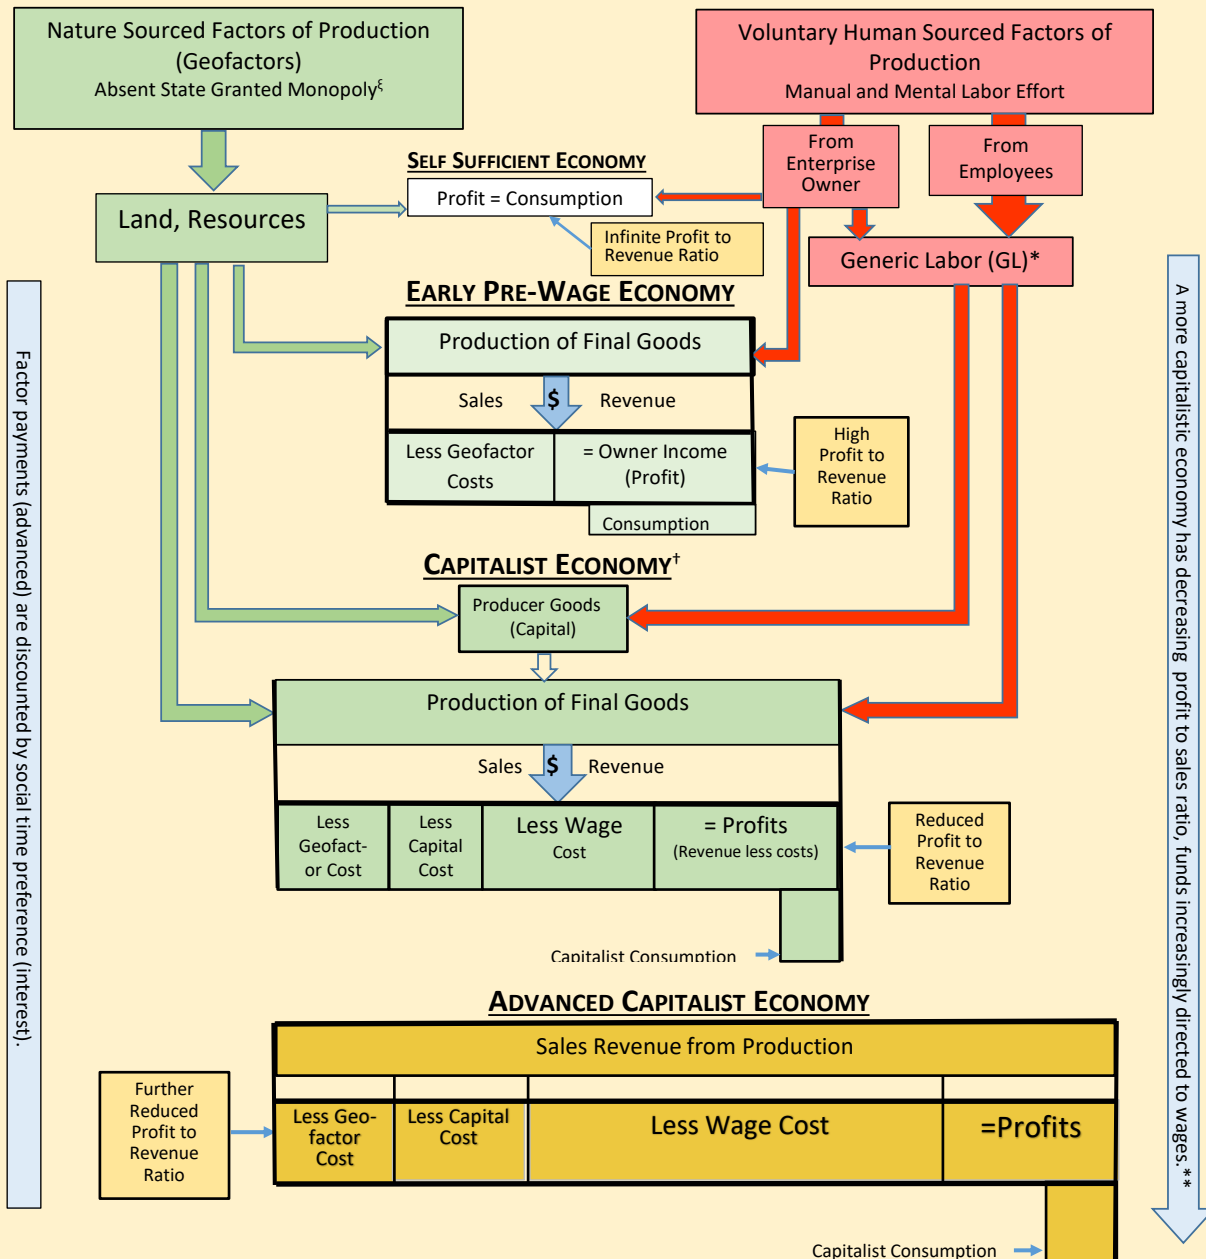 Nature Sourced Factors of Production
(Geofactors)
Absent State Granted Monopolyξ
Voluntary Human Sourced Factors of
Production
Manual and Mental Labor Effort
From
Enterprise
Owner
From
Employees
SELF SUFFICIENT ECONOMY
Profit = Consumption
Land, Resources
Infinite Profit to
Revenue Ratio
Generic Labor (GL)*
EARLY PRE-WAGE ECONOMY
Production of Final Goods
Sales $ Revenue
Less Geofactor
Costs
= Owner Income
(Profit)
Consumption
High
Profit to
Revenue
Ratio
CAPITALIST ECONOMY†
Producer Goods
(Capital)
Production of Final Goods
Sales $ Revenue
Less
Geofact-
or Cost
Less
Capital
Cost
Less Wage
Cost
= Profits
(Revenue less costs)
Reduced
Profit to
Revenue
Ratio
Capitalist Consumption
ADVANCED CAPITALIST ECONOMY
Sales Revenue from Production
Further
Reduced
Profit to
Revenue
Ratio
Less Geo-
factor
Cost
Less Capital
Cost
Less Wage Cost
=Profits
Capitalist Consumption
Factor payments (advanced) are discounted by social time preference (interest).
A more capitalistic economy has decreasing profit to sales ratio, funds increasingly directed to wages.**